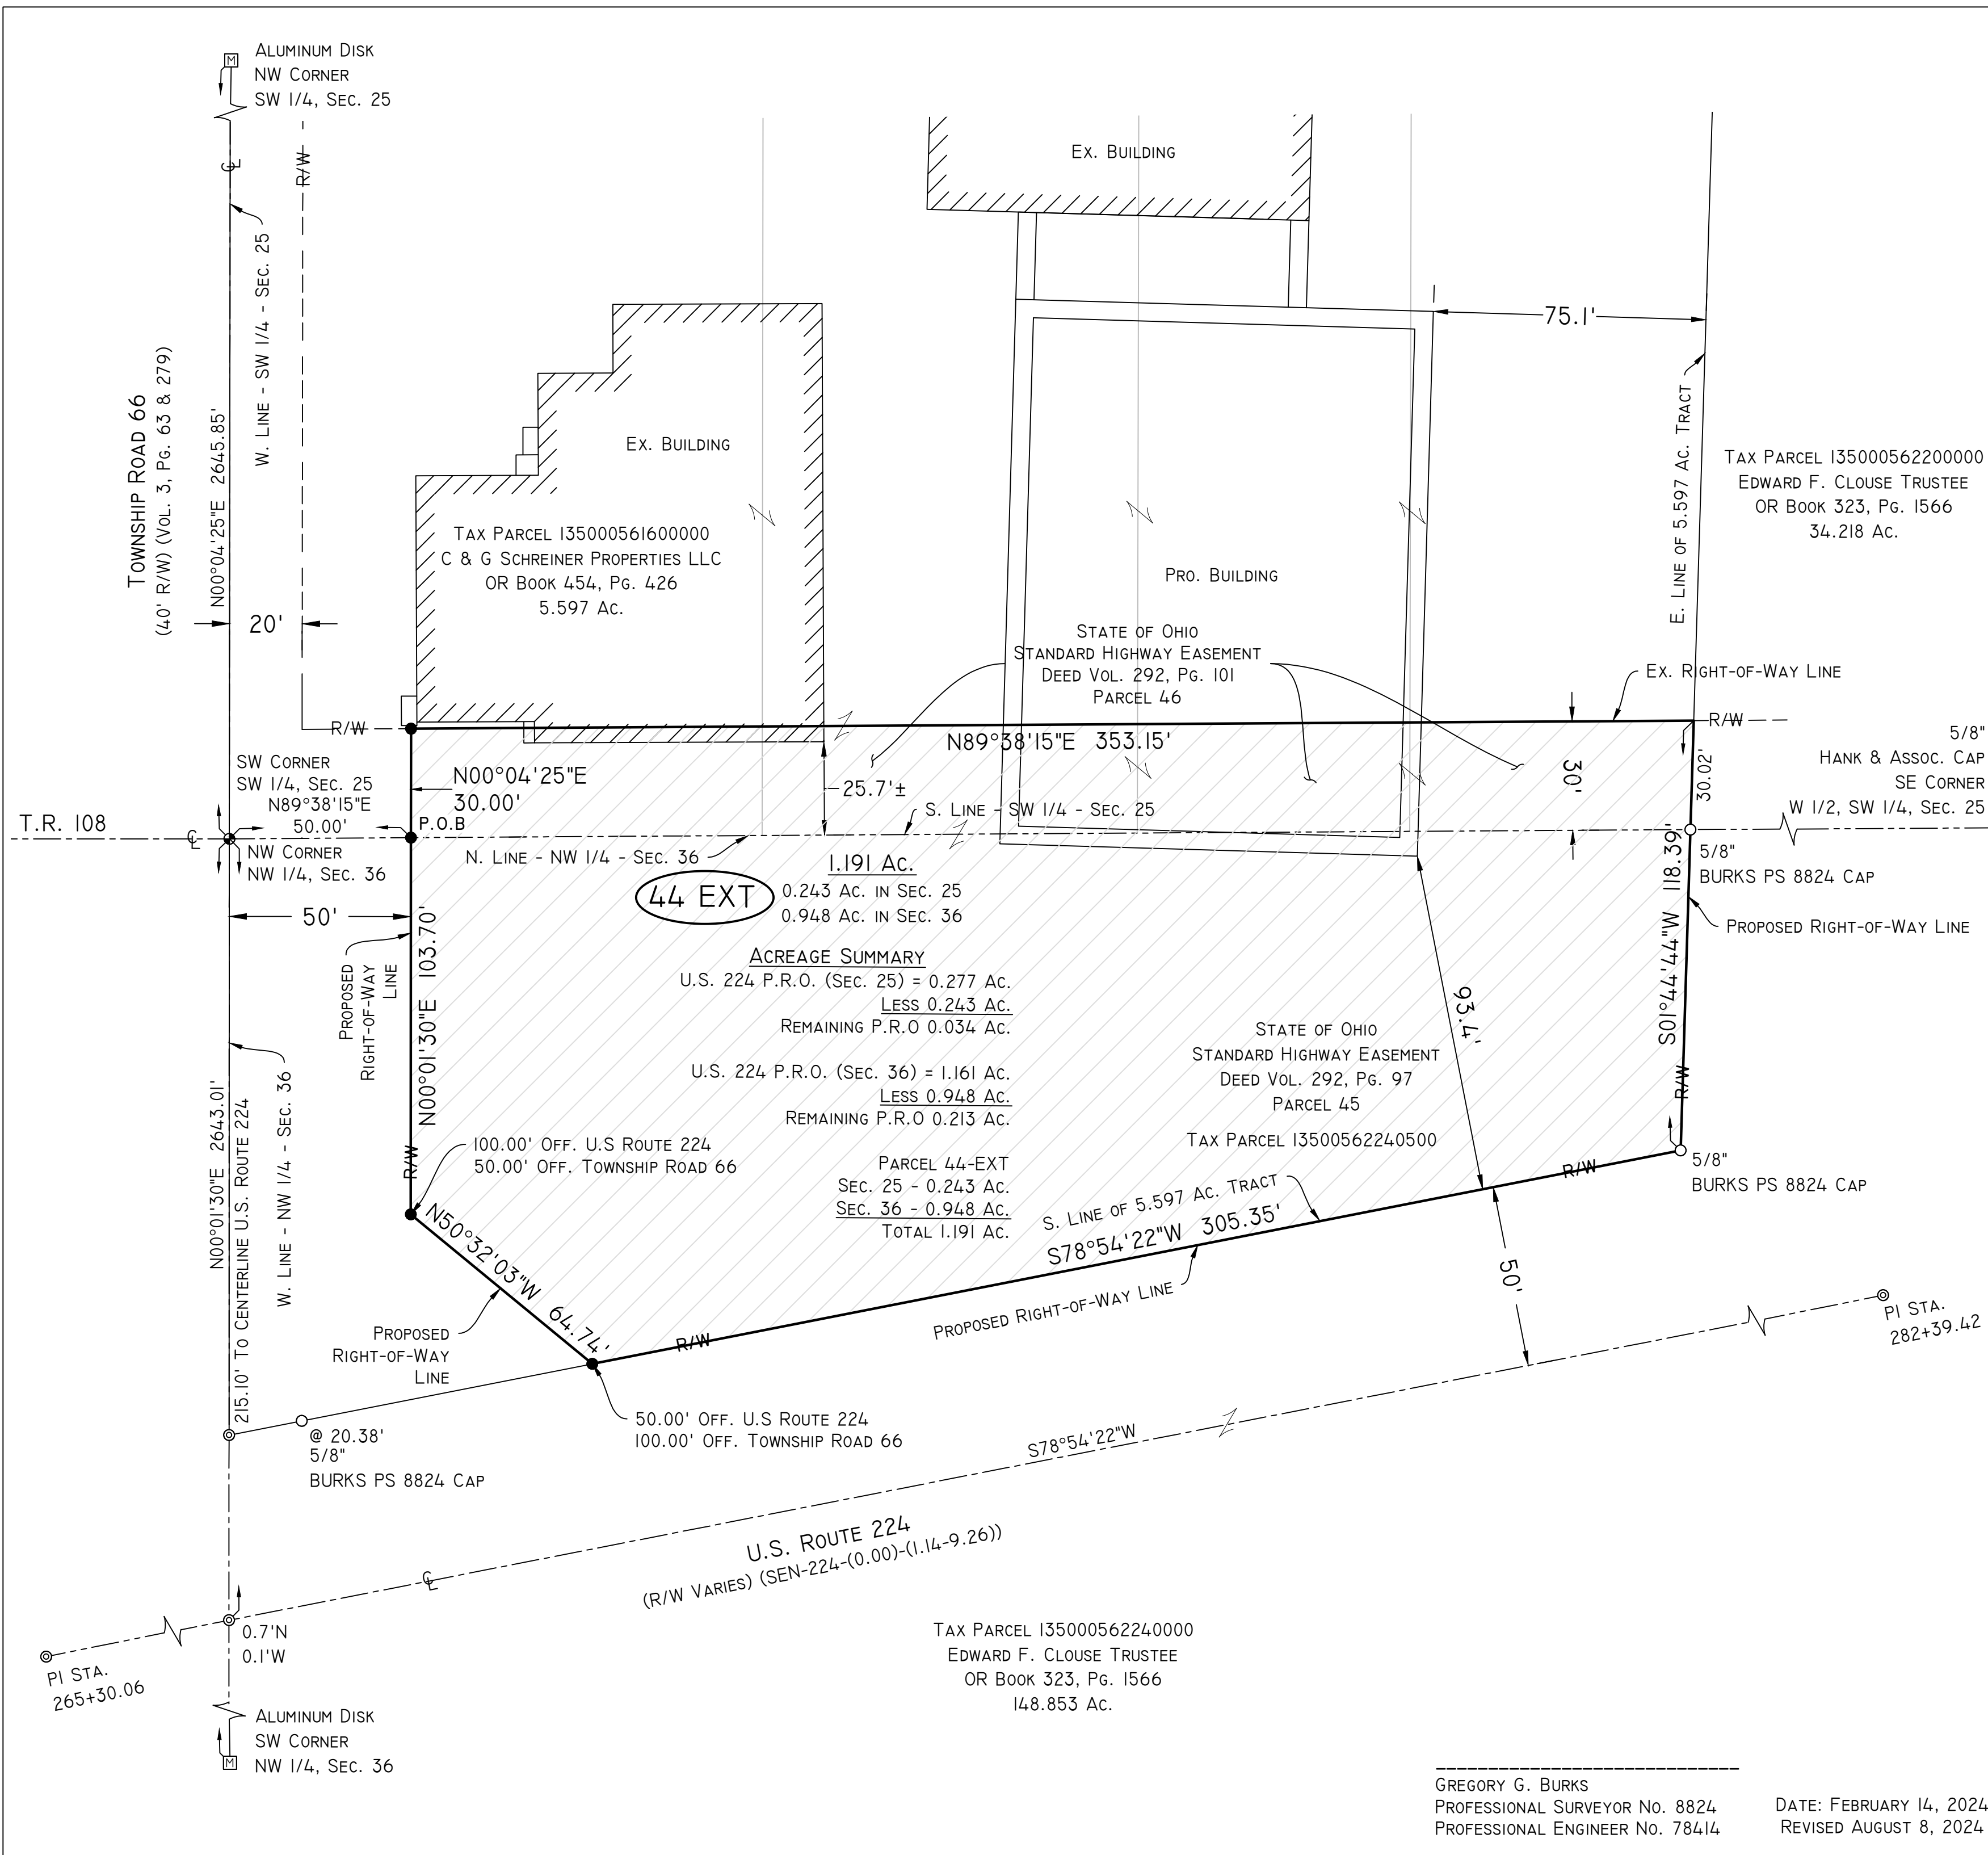 M
ALUMINUM DISK
NW CORNER
SW 1/4, SEC. 25
℄
R/W
W. LINE - SW 1/4 - SEC. 25
TOWNSHIP ROAD 66
(40' R/W) (VOL. 3, PG. 63 & 279)
N00°04'25"E 2645.85'
20'
EX. BUILDING
EX. BUILDING
75.1'
E. LINE OF 5.597 AC. TRACT
TAX PARCEL 135000562200000
EDWARD F. CLOUSE TRUSTEE
OR BOOK 323, PG. 1566
34.218 AC.
TAX PARCEL 135000561600000
C & G SCHREINER PROPERTIES LLC
OR BOOK 454, PG. 426
5.597 AC.
PRO. BUILDING
STATE OF OHIO
STANDARD HIGHWAY EASEMENT
DEED VOL. 292, PG. 101
PARCEL 46
EX. RIGHT-OF-WAY LINE
R/W
R/W
N89°38'15"E 353.15'
30'
30.02'
5/8"
HANK & ASSOC. CAP
SE CORNER
W 1/2, SW 1/4, SEC. 25
SW CORNER
SW 1/4, SEC. 25
N89°38'15"E
50.00'
N00°04'25"E
30.00'
25.7'±
S. LINE - SW 1/4 - SEC. 25
T.R. 108
℄
P.O.B
NW CORNER
NW 1/4, SEC. 36
N. LINE - NW 1/4 - SEC. 36
1.191 AC.
44 EXT
0.243 AC. IN SEC. 25
0.948 AC. IN SEC. 36
5/8"
BURKS PS 8824 CAP
S01°44'44"W 118.39'
PROPOSED RIGHT-OF-WAY LINE
50'
PROPOSED
RIGHT-OF-WAY
LINE
N00°01'30"E 103.70'
R/W
ACREAGE SUMMARY
U.S. 224 P.R.O. (SEC. 25) = 0.277 AC.
LESS 0.243 AC.
REMAINING P.R.O 0.034 AC.
U.S. 224 P.R.O. (SEC. 36) = 1.161 AC.
LESS 0.948 AC.
REMAINING P.R.O 0.213 AC.
PARCEL 44-EXT
SEC. 25 - 0.243 AC.
SEC. 36 - 0.948 AC.
TOTAL 1.191 AC.
93.4'
STATE OF OHIO
STANDARD HIGHWAY EASEMENT
DEED VOL. 292, PG. 97
PARCEL 45
TAX PARCEL 13500562240500
R/W
5/8"
BURKS PS 8824 CAP
R/W
N00°01'30"E 2643.01'
215.10' TO CENTERLINE U.S. ROUTE 224
W. LINE - NW 1/4 - SEC. 36
100.00' OFF. U.S ROUTE 224
50.00' OFF. TOWNSHIP ROAD 66
N50°32'03"W 64.74'
S. LINE OF 5.597 AC. TRACT
S78°54'22"W 305.35'
50'
PROPOSED RIGHT-OF-WAY LINE
R/W
PROPOSED
RIGHT-OF-WAY
LINE
PI STA.
282+39.42
50.00' OFF. U.S ROUTE 224
100.00' OFF. TOWNSHIP ROAD 66
@ 20.38'
5/8"
BURKS PS 8824 CAP
S78°54'22"W
U.S. ROUTE 224
(R/W VARIES) (SEN-224-(0.00)-(1.14-9.26))
℄
0.7'N
0.1'W
PI STA.
265+30.06
TAX PARCEL 135000562240000
EDWARD F. CLOUSE TRUSTEE
OR BOOK 323, PG. 1566
148.853 AC.
ALUMINUM DISK
SW CORNER
NW 1/4, SEC. 36
M
GREGORY G. BURKS
PROFESSIONAL SURVEYOR NO. 8824
PROFESSIONAL ENGINEER NO. 78414
DATE: FEBRUARY 14, 2024
REVISED AUGUST 8, 2024